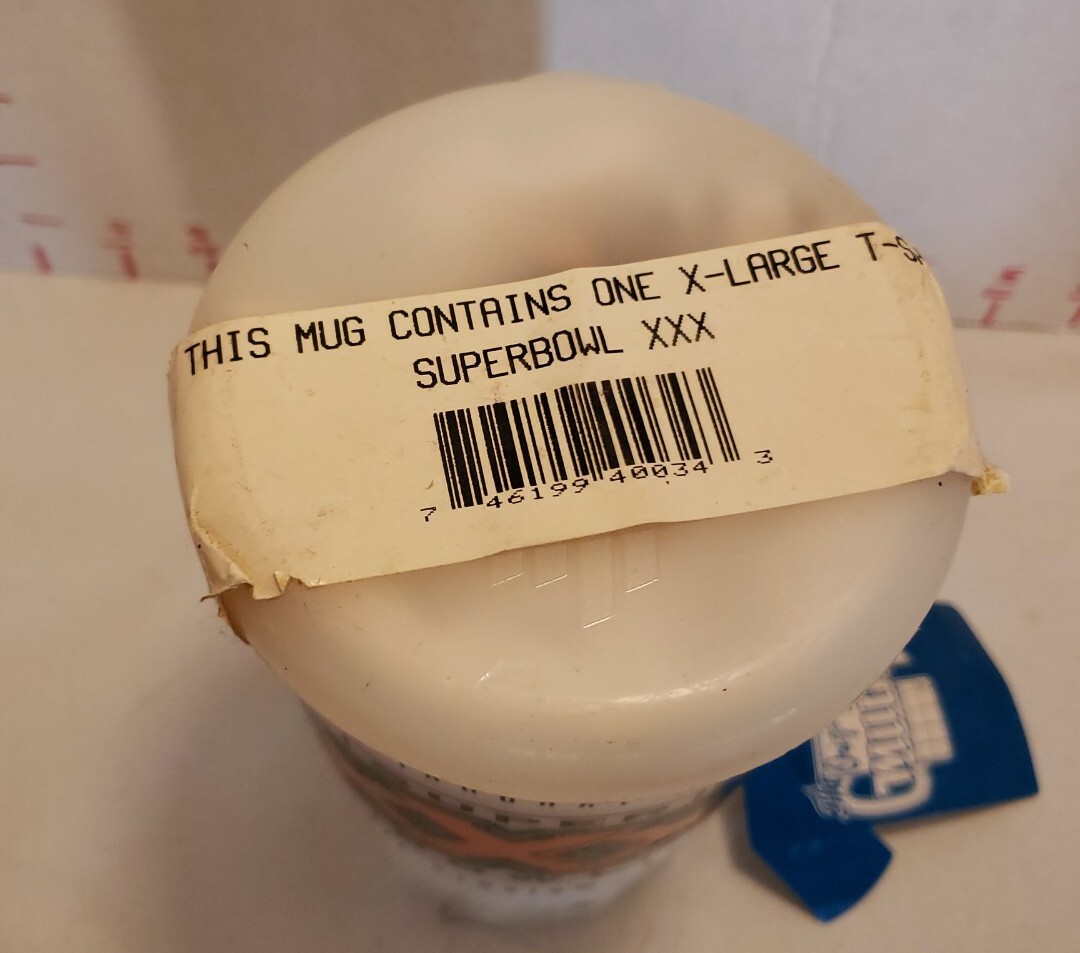 THIS MUG CONTAINS ONE X-LARGE
SUPERBOWL XXX
7 46199 40034 3